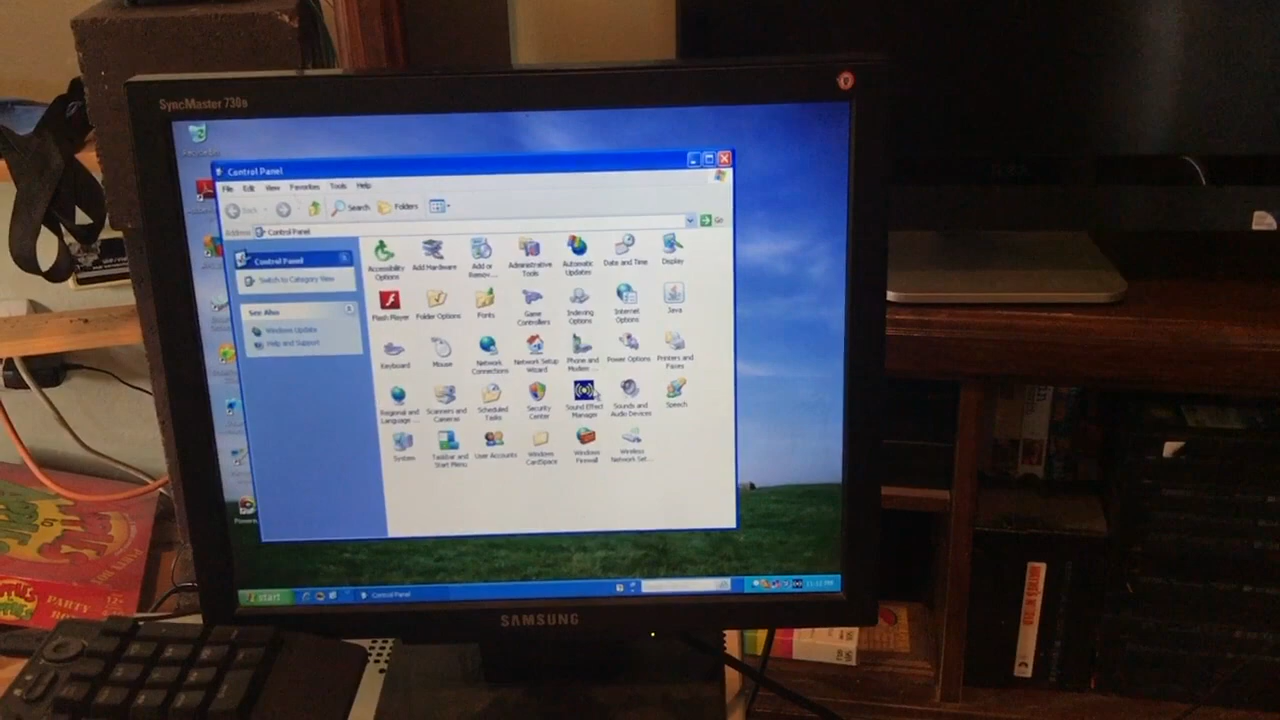 SyncMaster 730B
Control Panel
File Edit View Favorites Tools Help
Back Search Folders
Address Control Panel Go
Control Panel
Switch to Category View
See Also
Windows Update
Help and Support
Accessibility Options
Add Hardware
Add or Remov...
Administrative Tools
Automatic Updates
Date and Time
Display
Flash Player
Folder Options
Fonts
Game Controllers
Indexing Options
Internet Options
Java
Keyboard
Mouse
Network Connections
Network Setup Wizard
Phone and Modem ...
Power Options
Printers and Faxes
Regional and Language ...
Scanners and Cameras
Scheduled Tasks
Security Center
Sound Effect Manager
Sounds and Audio Devices
Speech
System
Taskbar and Start Menu
User Accounts
Windows CardSpace
Windows Firewall
Wireless Network Set...
start
Control Panel
11:12 PM
SAMSUNG
PARTY